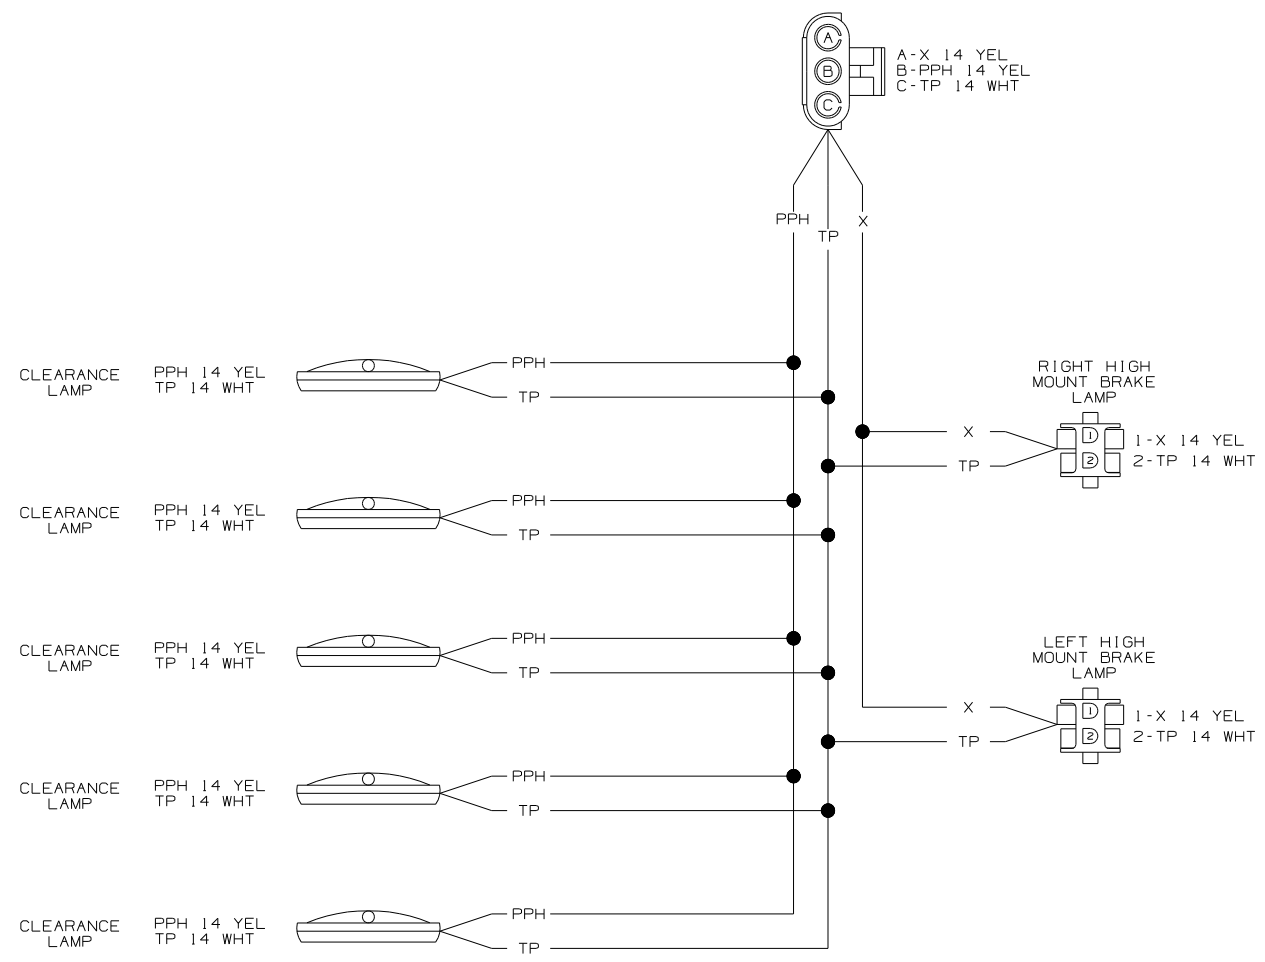 A
B
C
A-X 14 YEL
B-PPH 14 YEL
C-TP 14 WHT
PPH
TP
X
CLEARANCE
LAMP
PPH 14 YEL
TP 14 WHT
PPH
TP
RIGHT HIGH
MOUNT BRAKE
LAMP
X
TP
1
2
1-X 14 YEL
2-TP 14 WHT
CLEARANCE
LAMP
PPH 14 YEL
TP 14 WHT
PPH
TP
CLEARANCE
LAMP
PPH 14 YEL
TP 14 WHT
PPH
TP
LEFT HIGH
MOUNT BRAKE
LAMP
X
TP
1
2
1-X 14 YEL
2-TP 14 WHT
CLEARANCE
LAMP
PPH 14 YEL
TP 14 WHT
PPH
TP
CLEARANCE
LAMP
PPH 14 YEL
TP 14 WHT
PPH
TP